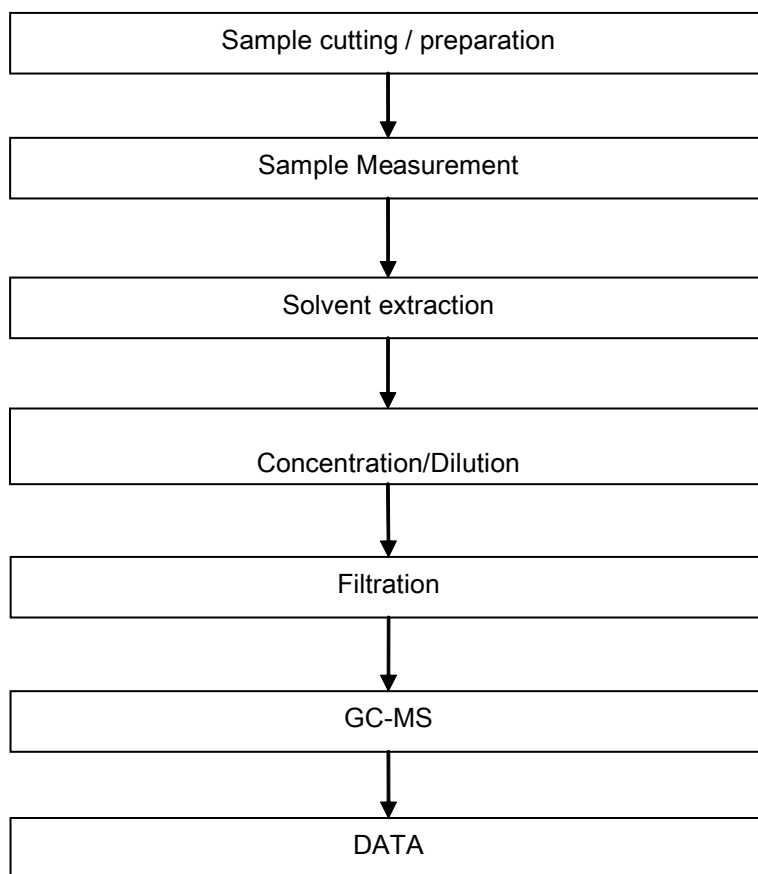 Sample cutting / preparation
Sample Measurement
Solvent extraction
Concentration/Dilution
Filtration
GC-MS
DATA